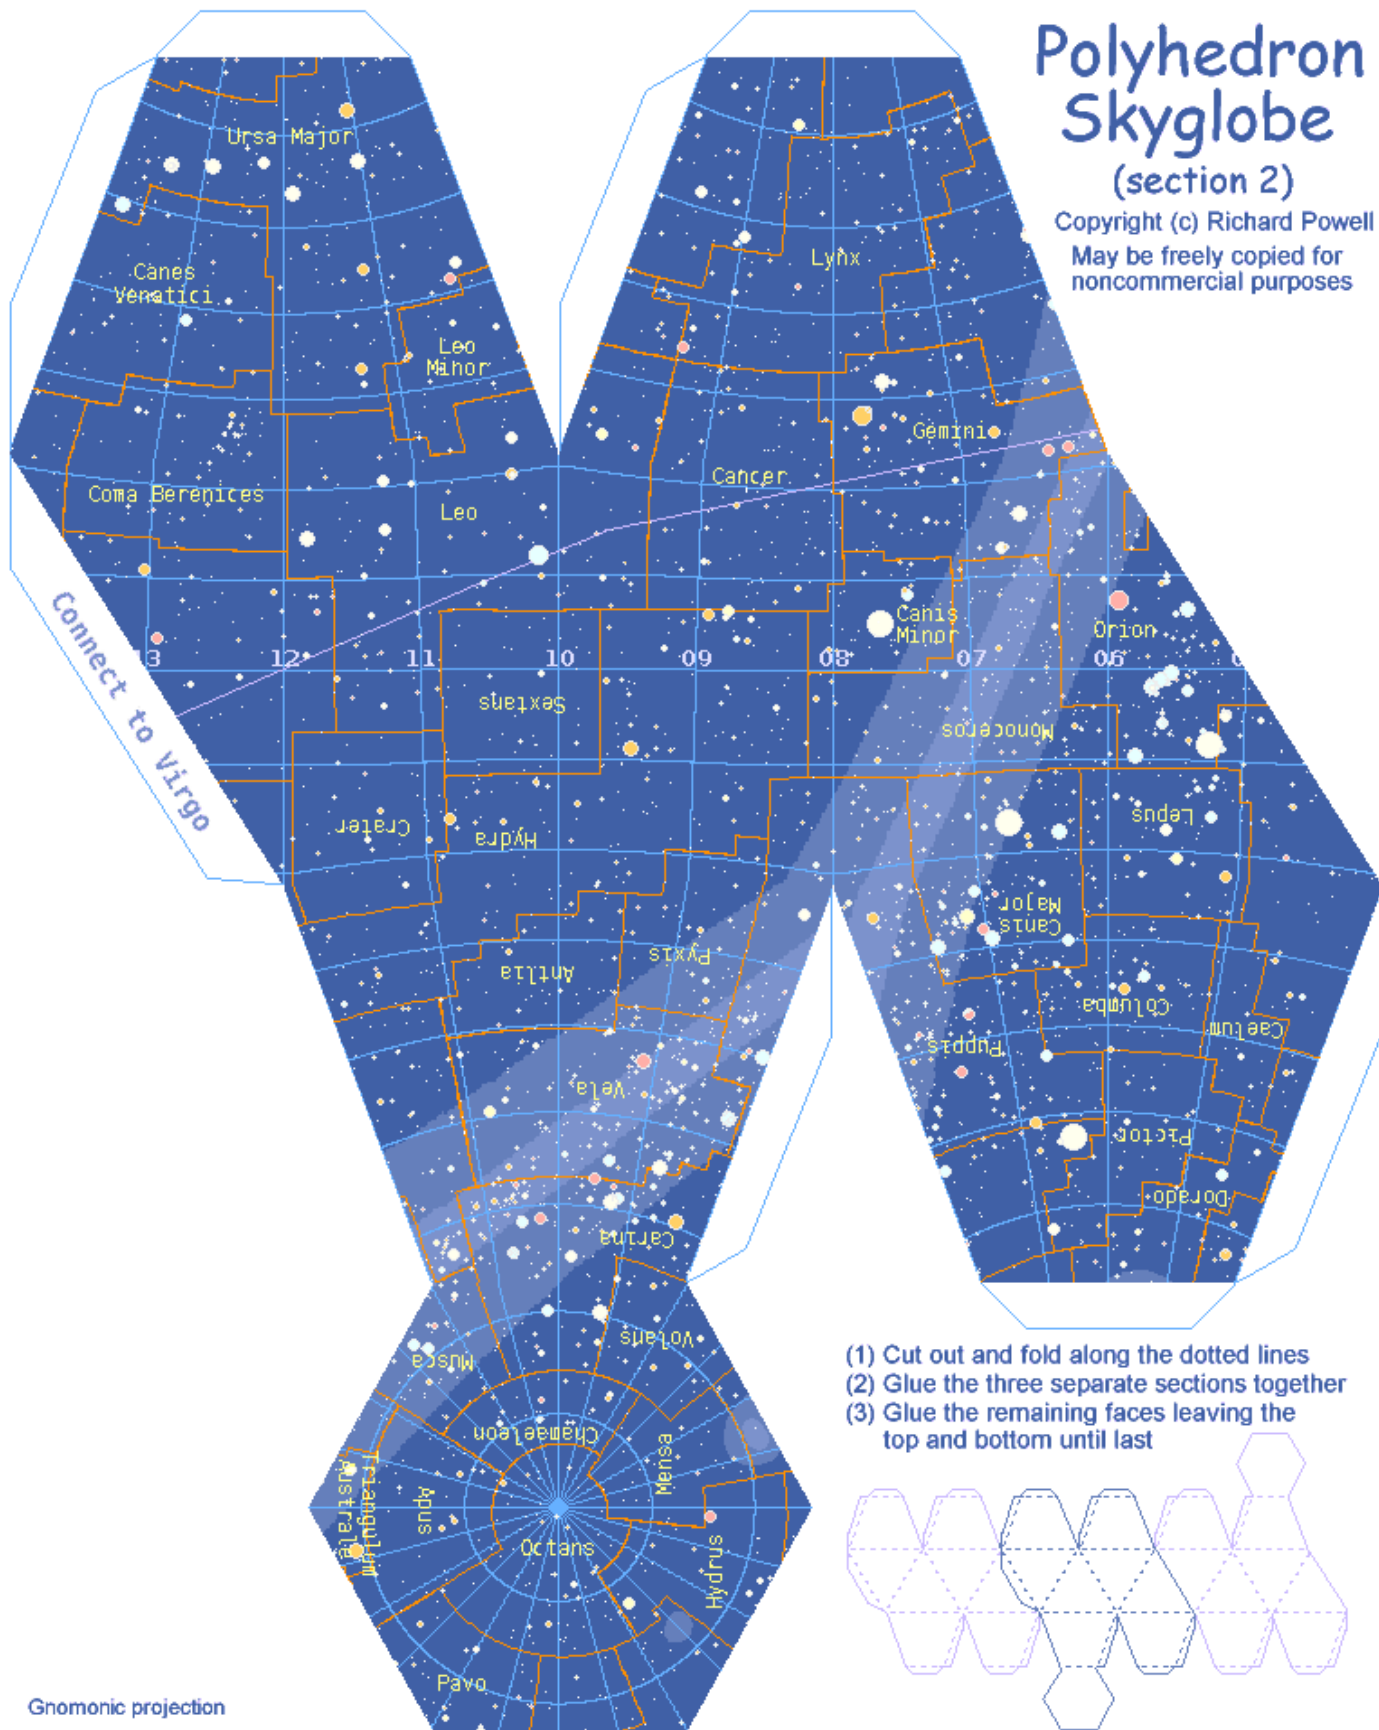 Polyhedron
Skyglobe
(section 2)
Copyright (c) Richard Powell
May be freely copied for
noncommercial purposes
Ursa Major
Canes
Venatici
Leo
Minor
Lynx
Gemini
Cancer
Coma Berenices
Leo
Canis
Minor
Orion
Connect to Virgo
13
12
11
10
09
08
07
06
0
Sextans
Monoceros
Crater
Hydra
Lepus
Canis
Major
Antlia
Pyxis
Columba
Caelum
Puppis
Vela
Pictor
Dorado
Carina
Volans
Musca
Chamaeleon
Mensa
Triangulum
Australe
Apus
Octans
Hydrus
Pavo
(1) Cut out and fold along the dotted lines
(2) Glue the three separate sections together
(3) Glue the remaining faces leaving the
top and bottom until last
Gnomonic projection